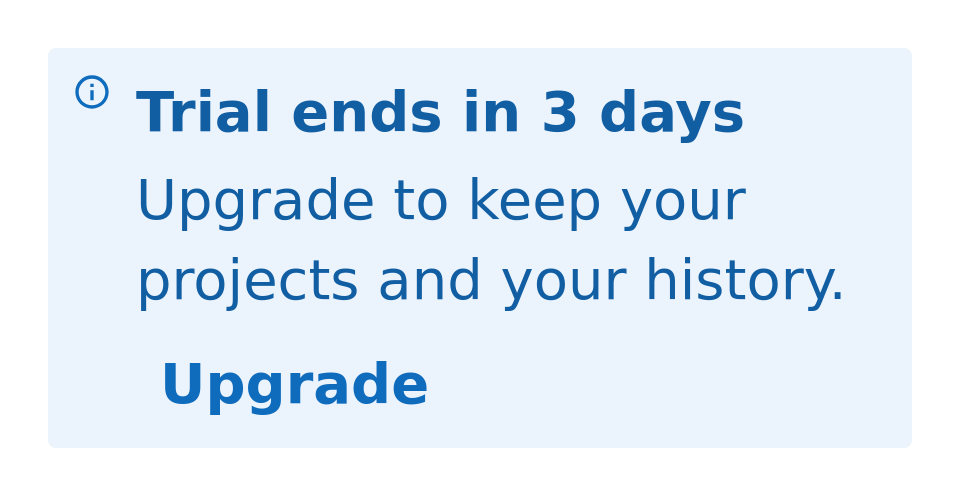 Trial ends in 3 days
Upgrade to keep your
projects and your history.
Upgrade